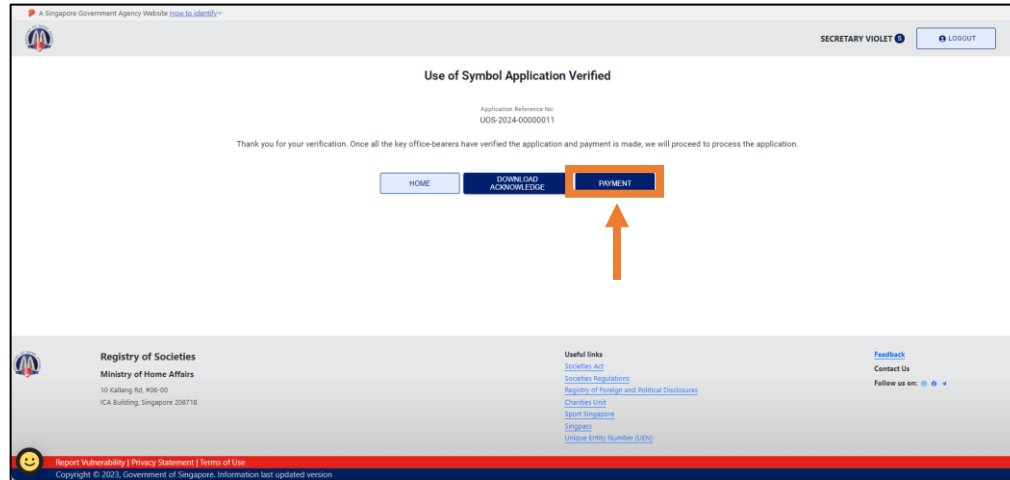 A Singapore Government Agency Website How to identify
SECRETARY VIOLET S
LOGOUT
Use of Symbol Application Verified
Application Reference No:
UOS-2024-00000011
Thank you for your verification. Once all the key office-bearers have verified the application and payment is made, we will proceed to process the application.
HOME
DOWNLOAD
ACKNOWLEDGE
PAYMENT
Registry of Societies
Ministry of Home Affairs
10 Kallang Rd, #06-00
ICA Building, Singapore 208718
Useful links
Societies Act
Societies Regulations
Registry of Foreign and Political Disclosures
Charities Unit
Sport Singapore
Singpass
Unique Entity Number (UEN)
Feedback
Contact Us
Follow us on:
Report Vulnerability | Privacy Statement | Terms of Use
Copyright © 2023, Government of Singapore. Information last updated version